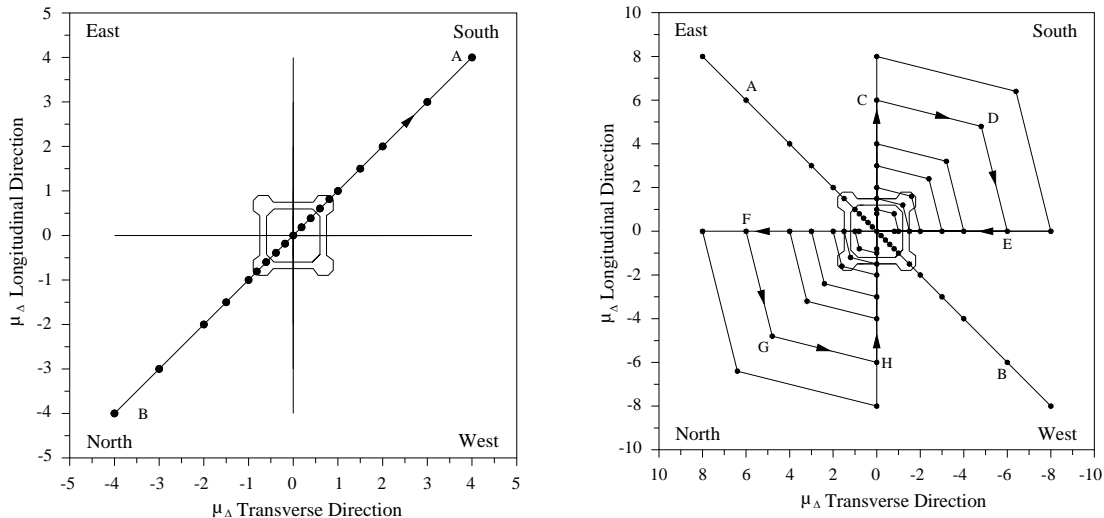 5
4
3
2
1
0
-1
-2
-3
-4
-5
μΔ Longitudinal Direction
East
South
A
B
North
West
-5 -4 -3 -2 -1 0 1 2 3 4 5
μΔ Transverse Direction
10
8
6
4
2
0
-2
-4
-6
-8
-10
μΔ Longitudinal Direction
East
South
A
C
D
F
E
G
H
B
North
West
10 8 6 4 2 0 -2 -4 -6 -8 -10
μΔ Transverse Direction